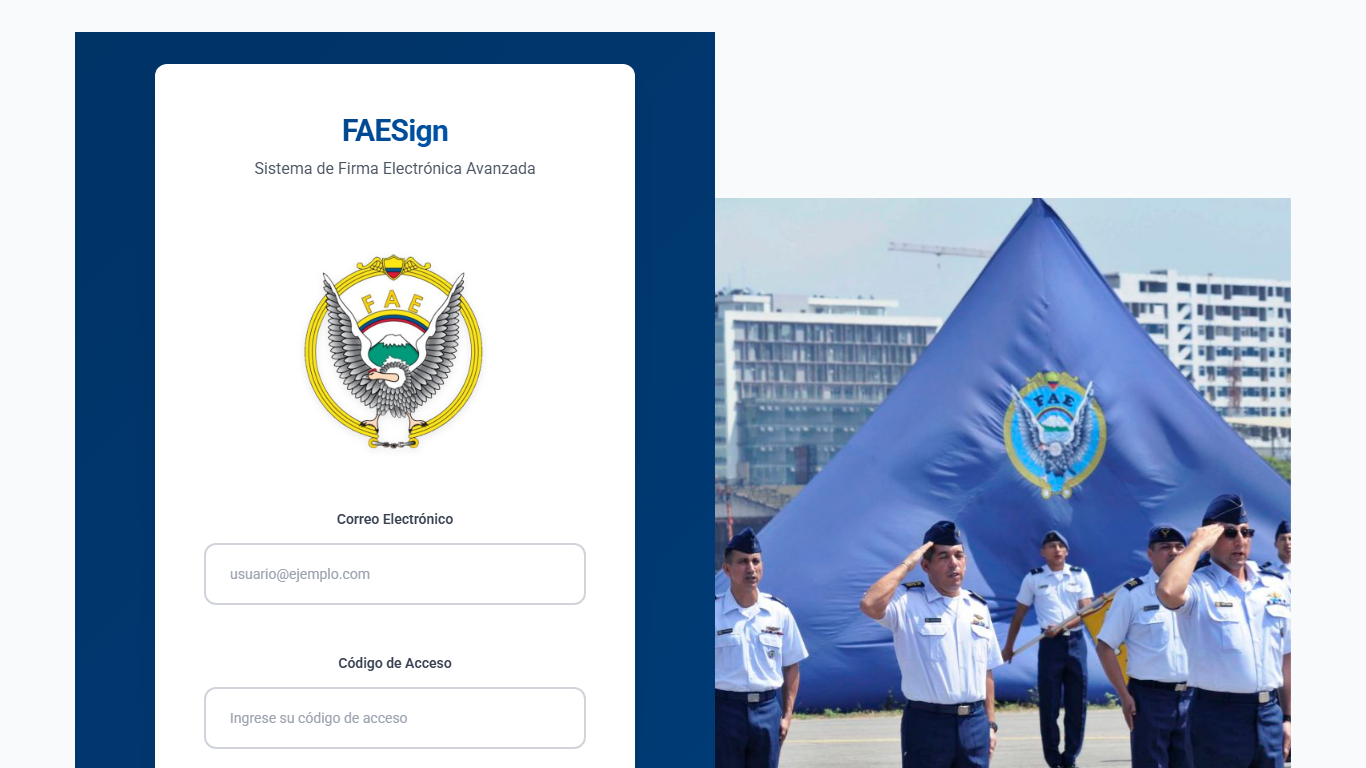 FAESign
Sistema de Firma Electrónica Avanzada
FAE
Correo Electrónico
usuario@ejemplo.com
Código de Acceso
Ingrese su código de acceso
FAE